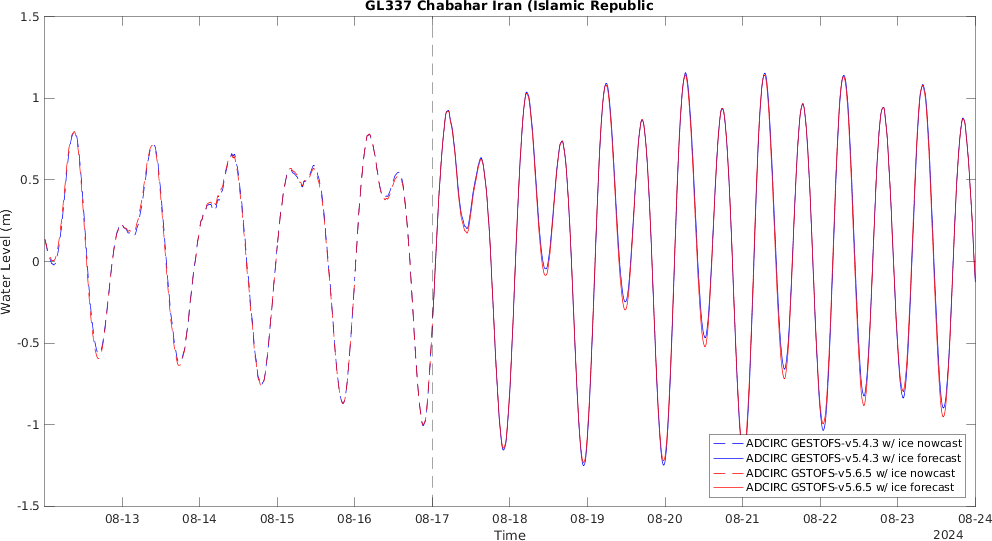 GL337 Chabahar Iran (Islamic Republic
1.5
1
0.5
0
-0.5
-1
-1.5
Water Level (m)
08-13 08-14 08-15 08-16 08-17 08-18 08-19 08-20 08-21 08-22 08-23 08-24
Time
2024
ADCIRC GESTOFS-v5.4.3 w/ ice nowcast
ADCIRC GESTOFS-v5.4.3 w/ ice forecast
ADCIRC GSTOFS-v5.6.5 w/ ice nowcast
ADCIRC GSTOFS-v5.6.5 w/ ice forecast